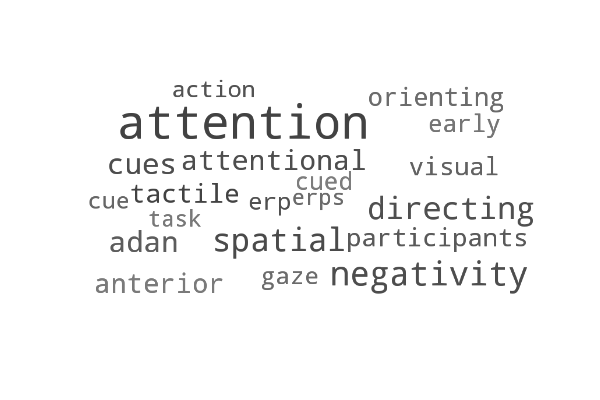 action
orienting
attention
early
cues attentional
visual
cued
cue tactile erp erps
directing
task
adan spatial participants
anterior gaze negativity